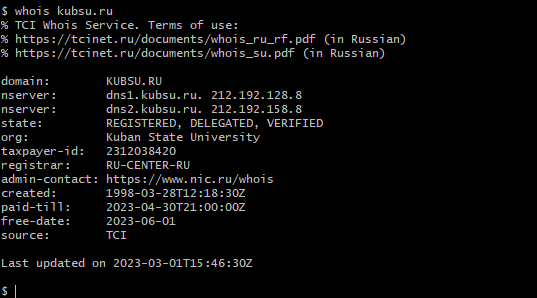 $ whois kubsu.ru
% TCI Whois Service. Terms of use:
% https://tcinet.ru/documents/whois_ru_rf.pdf (in Russian)
% https://tcinet.ru/documents/whois_su.pdf (in Russian)
domain: KUBSU.RU
nserver: dns1.kubsu.ru. 212.192.128.8
nserver: dns2.kubsu.ru. 212.192.158.8
state: REGISTERED, DELEGATED, VERIFIED
org: Kuban State University
taxpayer-id: 2312038420
registrar: RU-CENTER-RU
admin-contact: https://www.nic.ru/whois
created: 1998-03-28T12:18:30Z
paid-till: 2023-04-30T21:00:00Z
free-date: 2023-06-01
source: TCI
Last updated on 2023-03-01T15:46:30Z
$